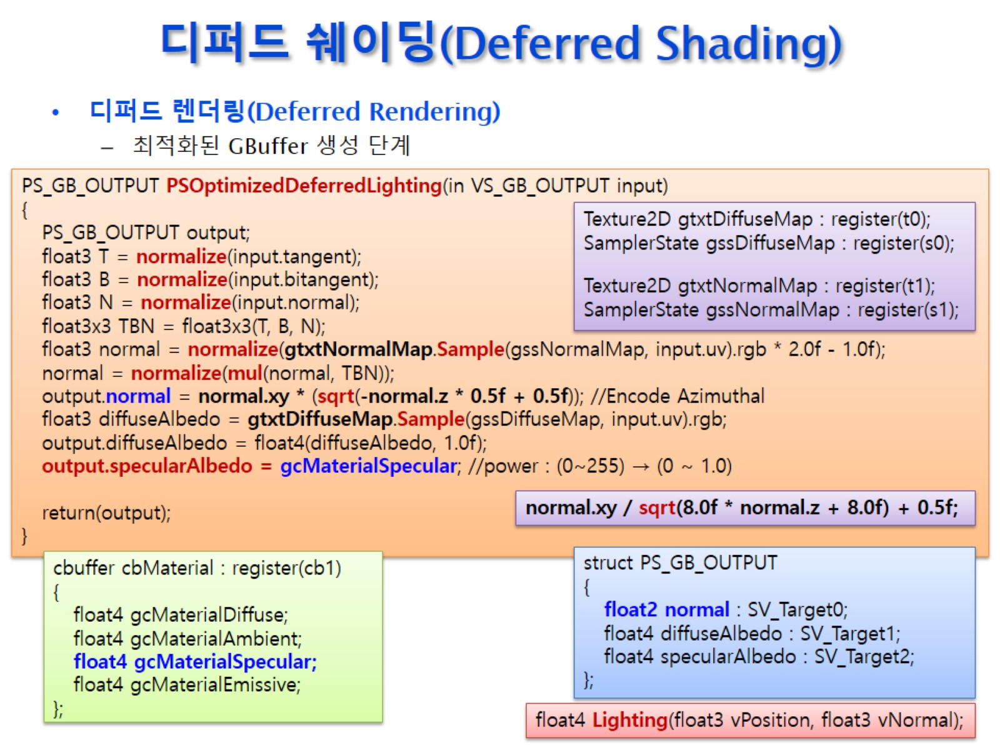 디퍼드 쉐이딩(Deferred Shading)
• 디퍼드 렌더링(Deferred Rendering)
– 최적화된 GBuffer 생성 단계
PS_GB_OUTPUT PSOptimizedDeferredLighting(in VS_GB_OUTPUT input)
{
PS_GB_OUTPUT output;
float3 T = normalize(input.tangent);
float3 B = normalize(input.bitangent);
float3 N = normalize(input.normal);
float3x3 TBN = float3x3(T, B, N);
float3 normal = normalize(gtxtNormalMap.Sample(gssNormalMap, input.uv).rgb * 2.0f - 1.0f);
normal = normalize(mul(normal, TBN));
output.normal = normal.xy * (sqrt(-normal.z * 0.5f + 0.5f)); //Encode Azimuthal
float3 diffuseAlbedo = gtxtDiffuseMap.Sample(gssDiffuseMap, input.uv).rgb;
output.diffuseAlbedo = float4(diffuseAlbedo, 1.0f);
output.specularAlbedo = gcMaterialSpecular; //power : (0~255) → (0 ~ 1.0)
return(output);
}
Texture2D gtxtDiffuseMap : register(t0);
SamplerState gssDiffuseMap : register(s0);
Texture2D gtxtNormalMap : register(t1);
SamplerState gssNormalMap : register(s1);
normal.xy / sqrt(8.0f * normal.z + 8.0f) + 0.5f;
cbuffer cbMaterial : register(cb1)
{
float4 gcMaterialDiffuse;
float4 gcMaterialAmbient;
float4 gcMaterialSpecular;
float4 gcMaterialEmissive;
};
struct PS_GB_OUTPUT
{
float2 normal : SV_Target0;
float4 diffuseAlbedo : SV_Target1;
float4 specularAlbedo : SV_Target2;
};
float4 Lighting(float3 vPosition, float3 vNormal);